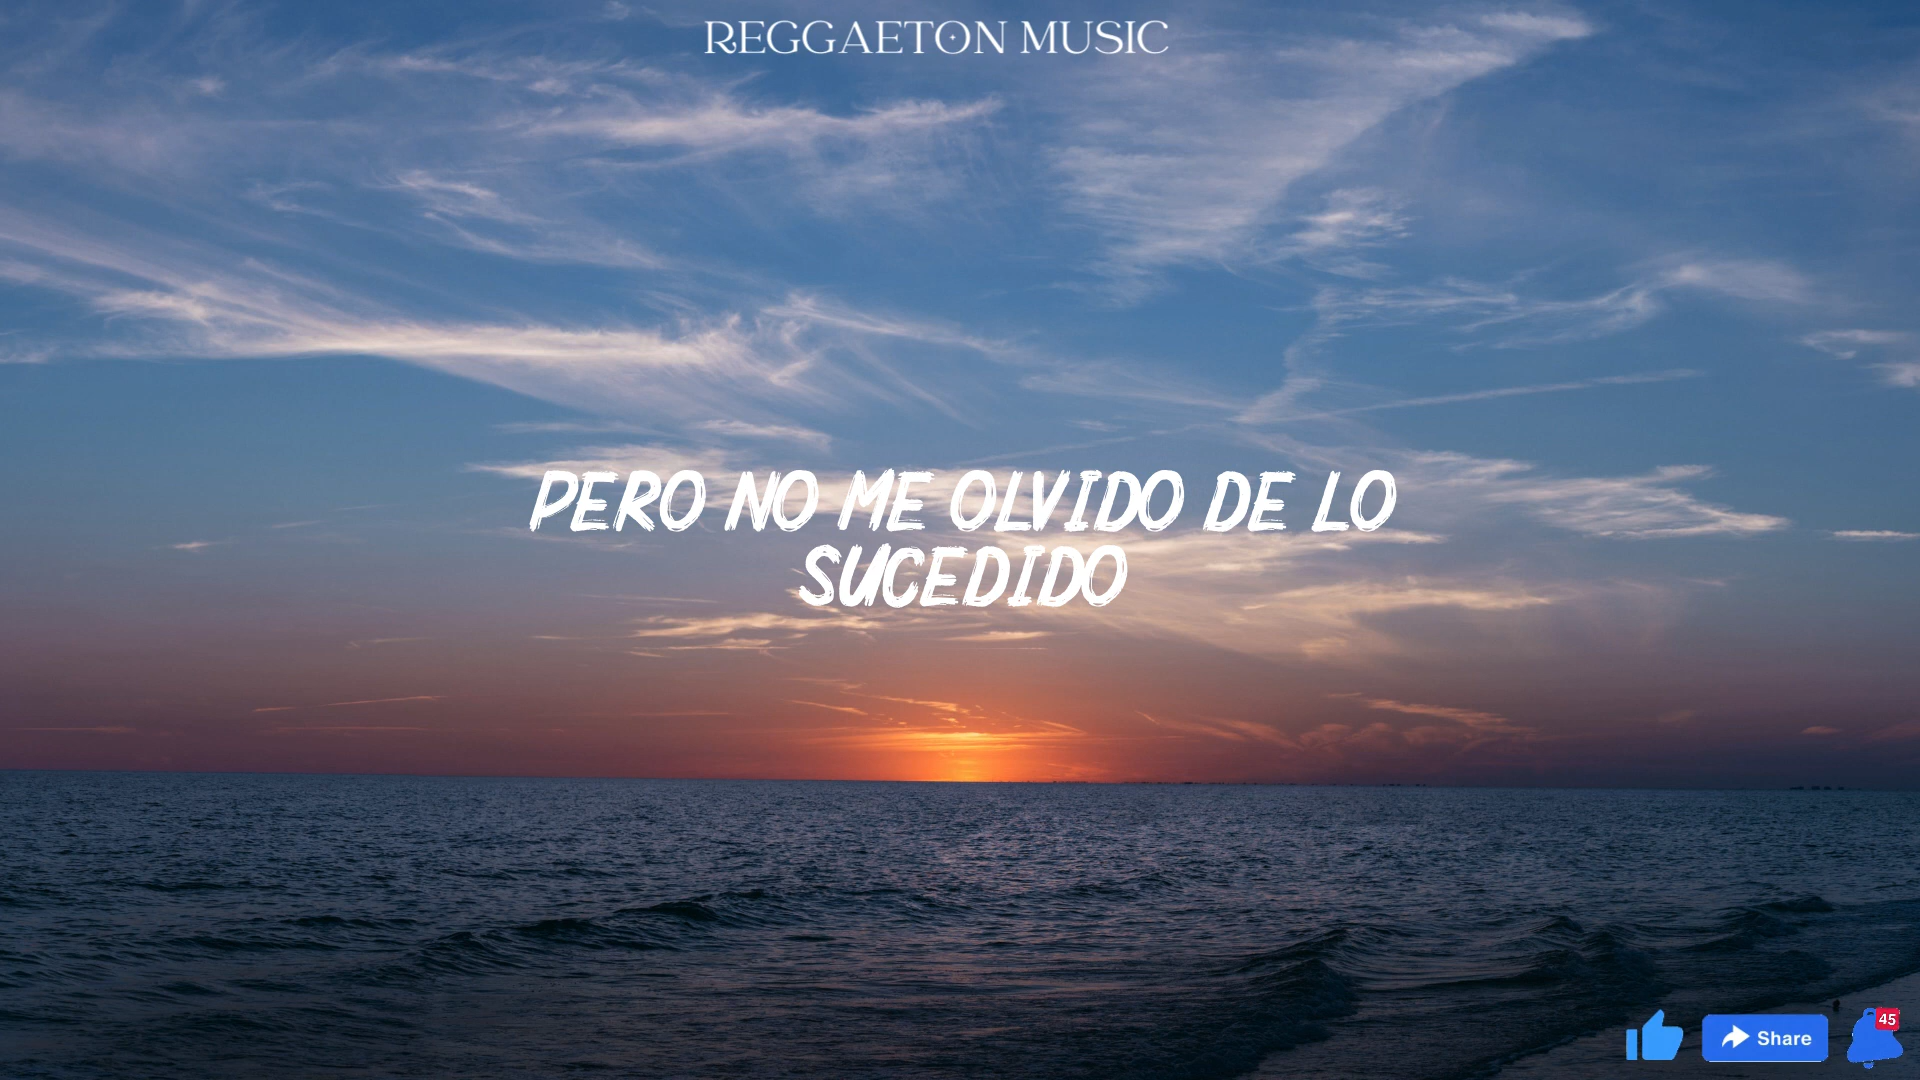 REGGAETON MUSIC
PERO NO ME OLVIDO DE LO
SUCEDIDO
Share
45